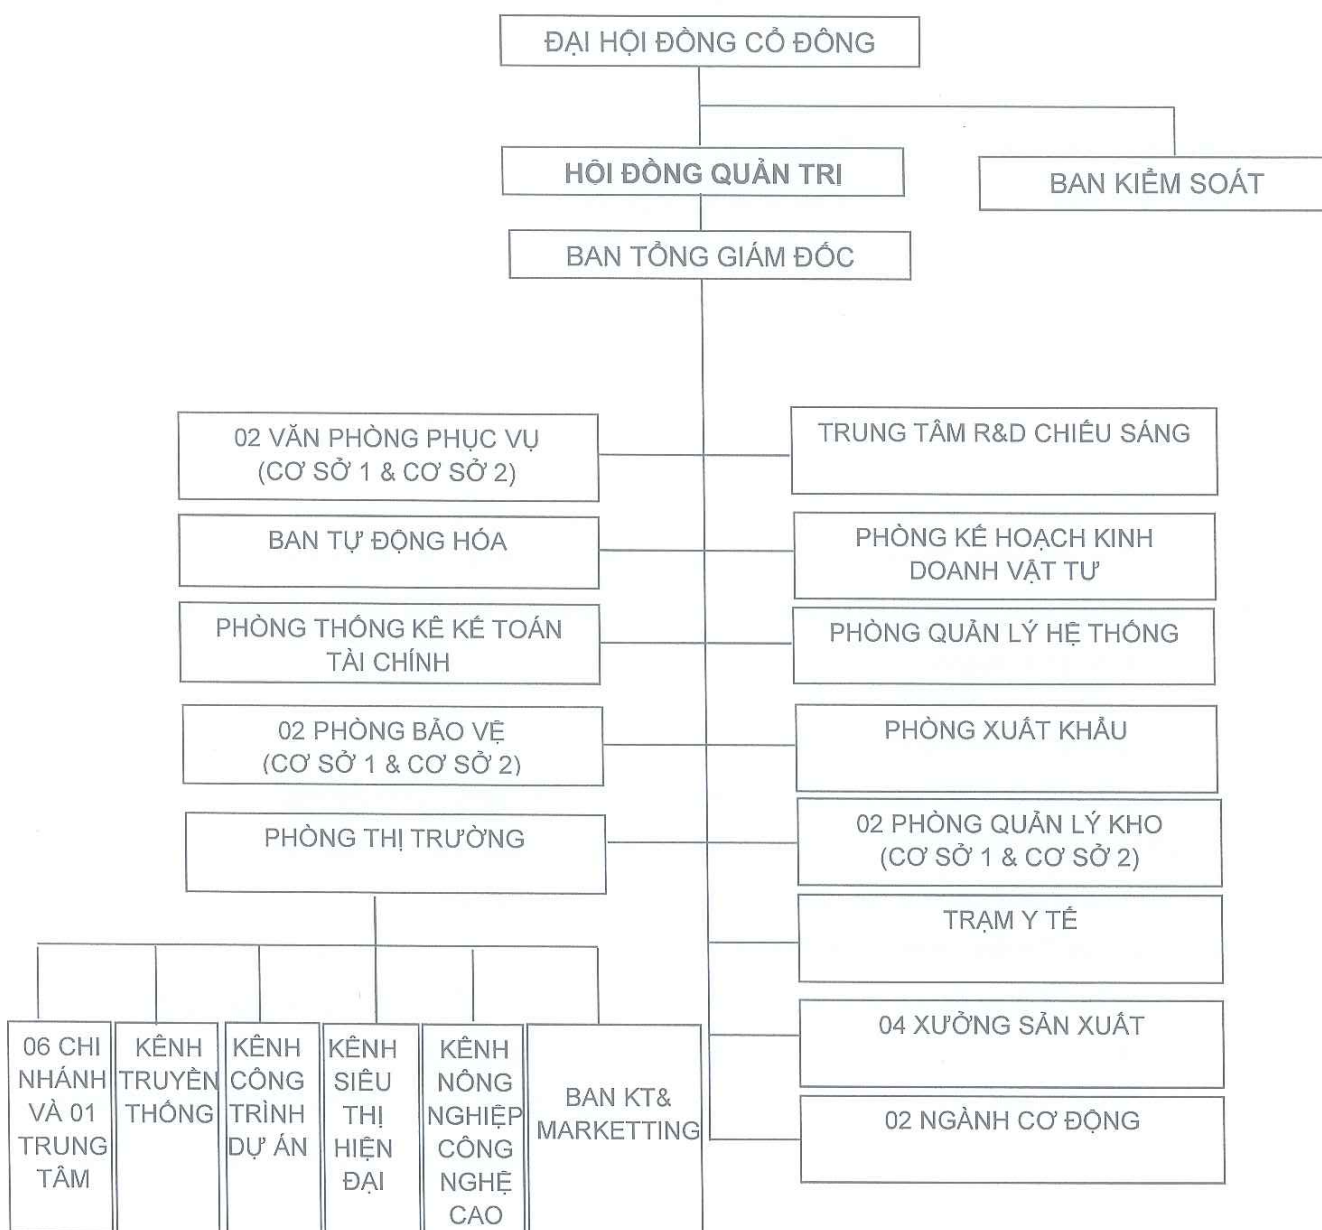 ĐẠI HỘI ĐỒNG CỔ ĐÔNG
HỘI ĐỒNG QUẢN TRỊ
BAN KIỂM SOÁT
BAN TỔNG GIÁM ĐỐC
02 VĂN PHÒNG PHỤC VỤ
(CƠ SỞ 1 & CƠ SỞ 2)
TRUNG TÂM R&D CHIẾU SÁNG
BAN TỰ ĐỘNG HÓA
PHÒNG KẾ HOẠCH KINH
DOANH VẬT TƯ
PHÒNG THỐNG KÊ KẾ TOÁN
TÀI CHÍNH
PHÒNG QUẢN LÝ HỆ THỐNG
02 PHÒNG BẢO VỆ
(CƠ SỞ 1 & CƠ SỞ 2)
PHÒNG XUẤT KHẨU
PHÒNG THỊ TRƯỜNG
02 PHÒNG QUẢN LÝ KHO
(CƠ SỞ 1 & CƠ SỞ 2)
TRẠM Y TẾ
04 XƯỞNG SẢN XUẤT
02 NGÀNH CƠ ĐỘNG
06 CHI
NHÁNH
VÀ 01
TRUNG
TÂM
KÊNH
TRUYỀN
THỐNG
KÊNH
CÔNG
TRÌNH
DỰ ÁN
KÊNH
SIÊU
THỊ
HIỆN
ĐẠI
KÊNH
NÔNG
NGHIỆP
CÔNG
NGHỆ
CAO
BAN KT&
MARKETTING